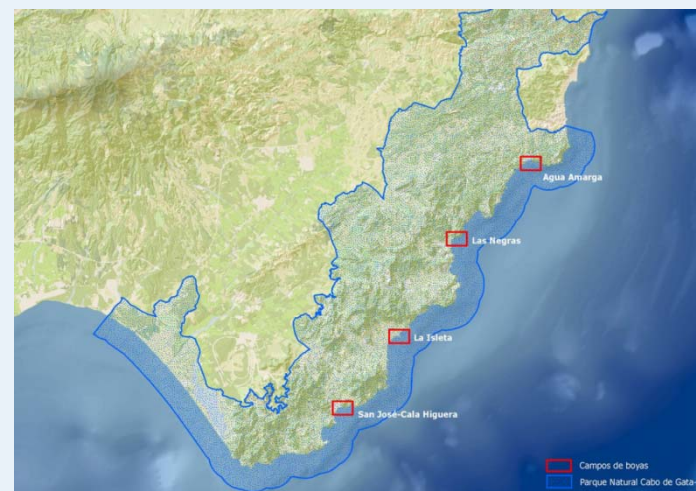 Agua Amarga
Las Negras
La Isleta
San José-Cala Higuera
Campos de boyas
Parque Natural Cabo de Gata-